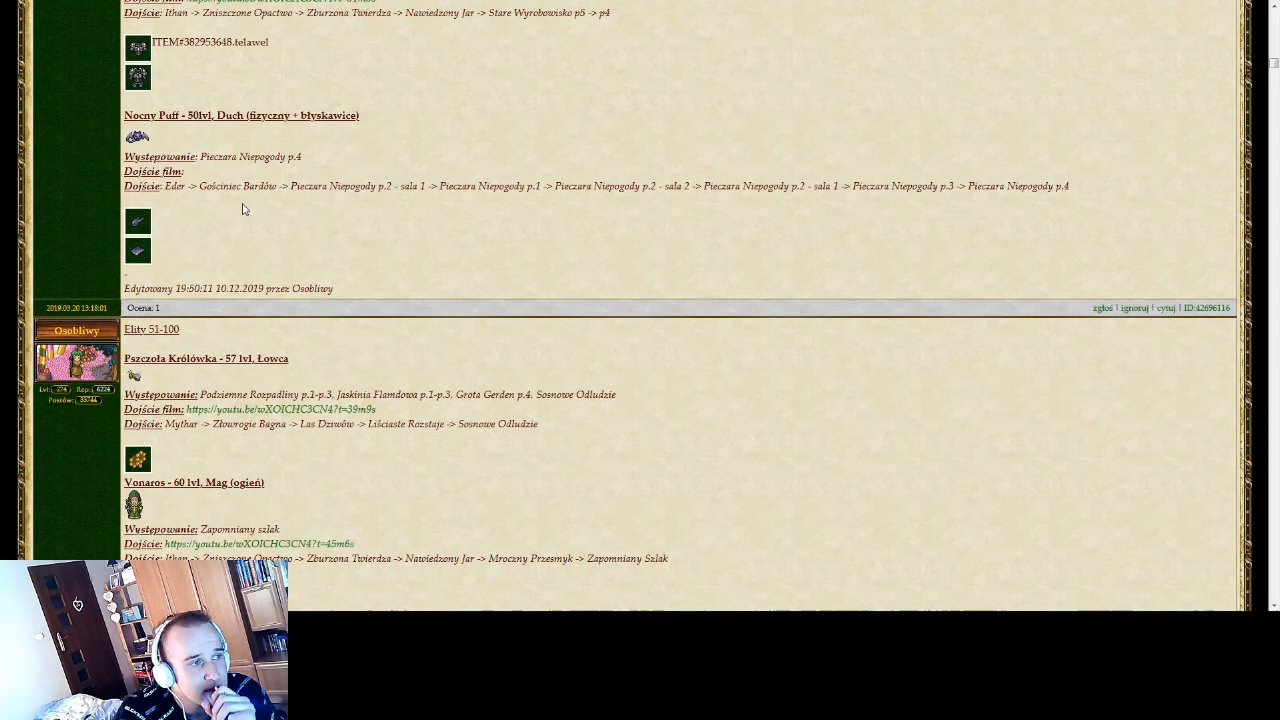 Dojście: Ithan -> Zniszczone Opactwo -> Zburzona Twierdza -> Nawiedzony Jar -> Stare Wyrobowisko p5 -> p4
ITEM#382953648.telawel
Nocny Puff - 50lvl, Duch (fizyczny + błyskawice)
Występowanie: Pieczara Niepogody p.4
Dojście film:
Dojście: Eder -> Gościniec Bardów -> Pieczara Niepogody p.2 - sala 1 -> Pieczara Niepogody p.1 -> Pieczara Niepogody p.2 - sala 2 -> Pieczara Niepogody p.2 - sala 1 -> Pieczara Niepogody p.3 -> Pieczara Niepogody p.4
-
Edytowany 19:50:11 10.12.2019 przez Osobliwy
2019.03.20 13:18:01 Ocena: 1 zgłoś | ignoruj | cytuj | ID:42696116
Osobliwy
Lvl: 274 Rep: 6224
Postów: 33744
Elity 51-100
Pszczoła Królówka - 57 lvl, Łowca
Występowanie: Podziemne Rozpadliny p.1-p.3, Jaskinia Flamdowa p.1-p.3, Grota Gerden p.4, Sosnowe Odludzie
Dojście film: https://youtu.be/wXOICHC3CN4?t=39m9s
Dojście: Mythar -> Złowrogie Bagna -> Las Dziwów -> Liściaste Rozstaje -> Sosnowe Odludzie
Vonaros - 60 lvl, Mag (ogień)
Występowanie: Zapomniany szlak
Dojście: https://youtu.be/wXOICHC3CN4?t=45m6s
Dojście: Ithan -> Zniszczone Opactwo -> Zburzona Twierdza -> Nawiedzony Jar -> Mroczny Przesmyk -> Zapomniany Szlak